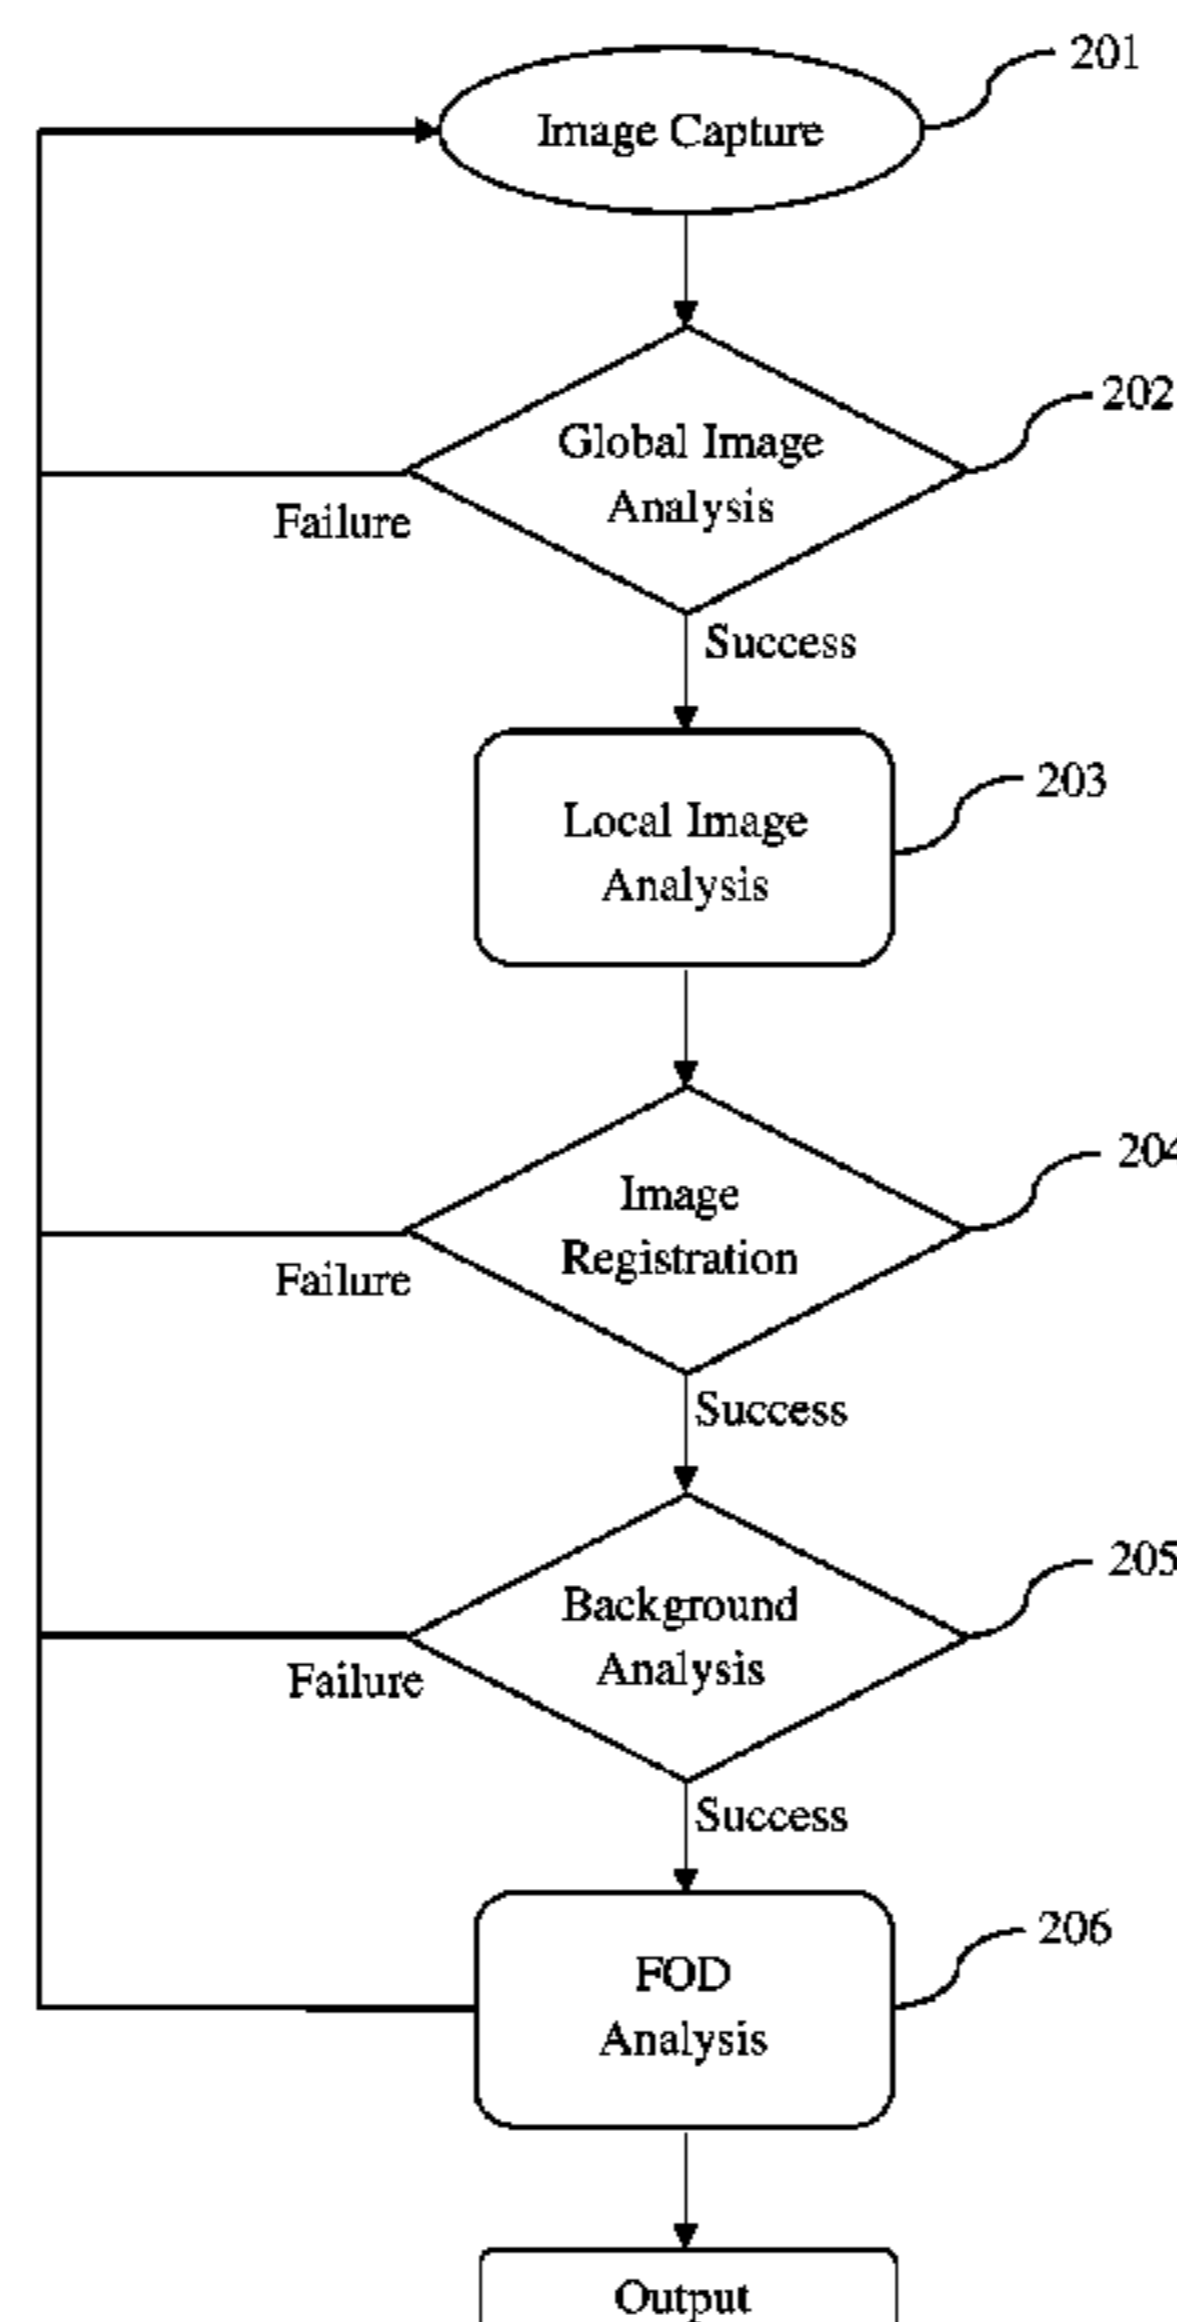 201
Image Capture
202
Global Image
Analysis
Failure
Success
203
Local Image
Analysis
204
Image
Registration
Failure
Success
205
Background
Analysis
Failure
Success
206
FOD
Analysis
Output